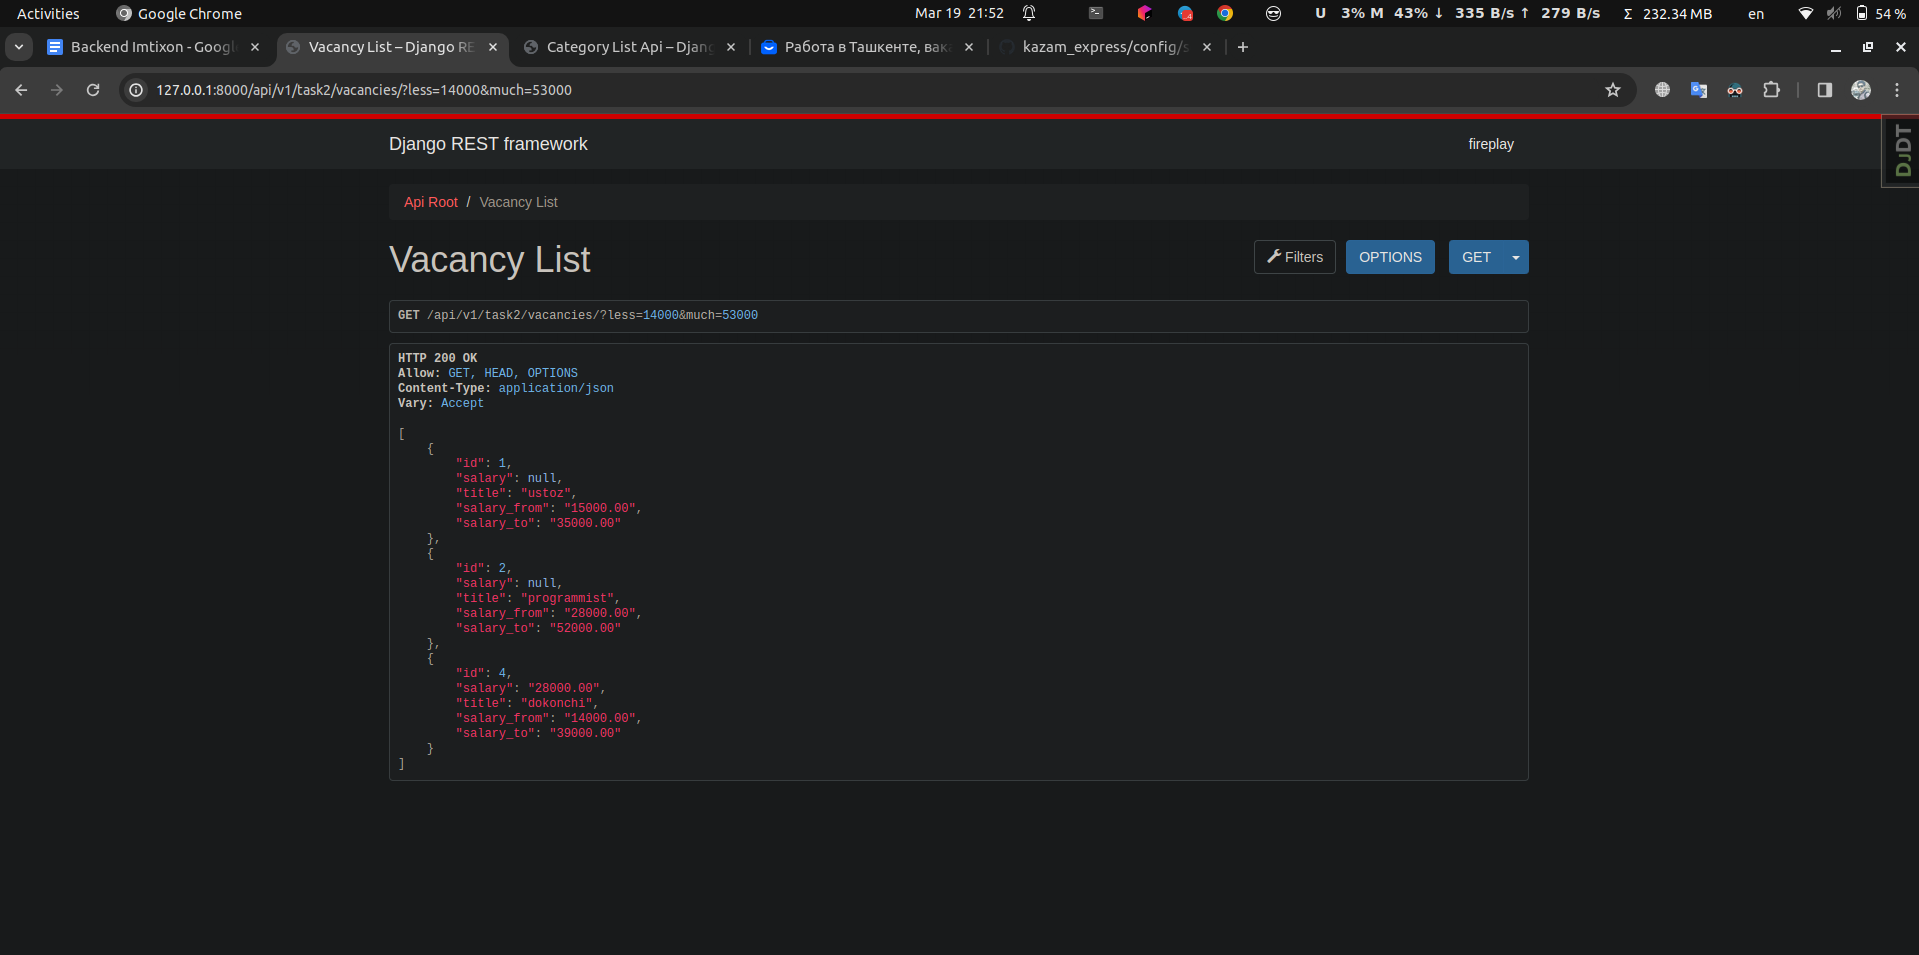 Activities Google Chrome Mar 19 21:52 U 3% M 43% ↓ 335 B/s ↑ 279 B/s Σ 232.34 MB en 54 %
Backend Imtixon - Googl Vacancy List – Django RE Category List Api – Djang Работа в Ташкенте, вак kazam_express/config/s
127.0.0.1:8000/api/v1/task2/vacancies/?less=14000&much=53000
Django REST framework fireplay
DJDT
Api Root / Vacancy List
Vacancy List Filters OPTIONS GET
GET /api/v1/task2/vacancies/?less=14000&much=53000
HTTP 200 OK
Allow: GET, HEAD, OPTIONS
Content-Type: application/json
Vary: Accept
[
{
"id": 1,
"salary": null,
"title": "ustoz",
"salary_from": "15000.00",
"salary_to": "35000.00"
},
{
"id": 2,
"salary": null,
"title": "programmist",
"salary_from": "28000.00",
"salary_to": "52000.00"
},
{
"id": 4,
"salary": "28000.00",
"title": "dokonchi",
"salary_from": "14000.00",
"salary_to": "39000.00"
}
]